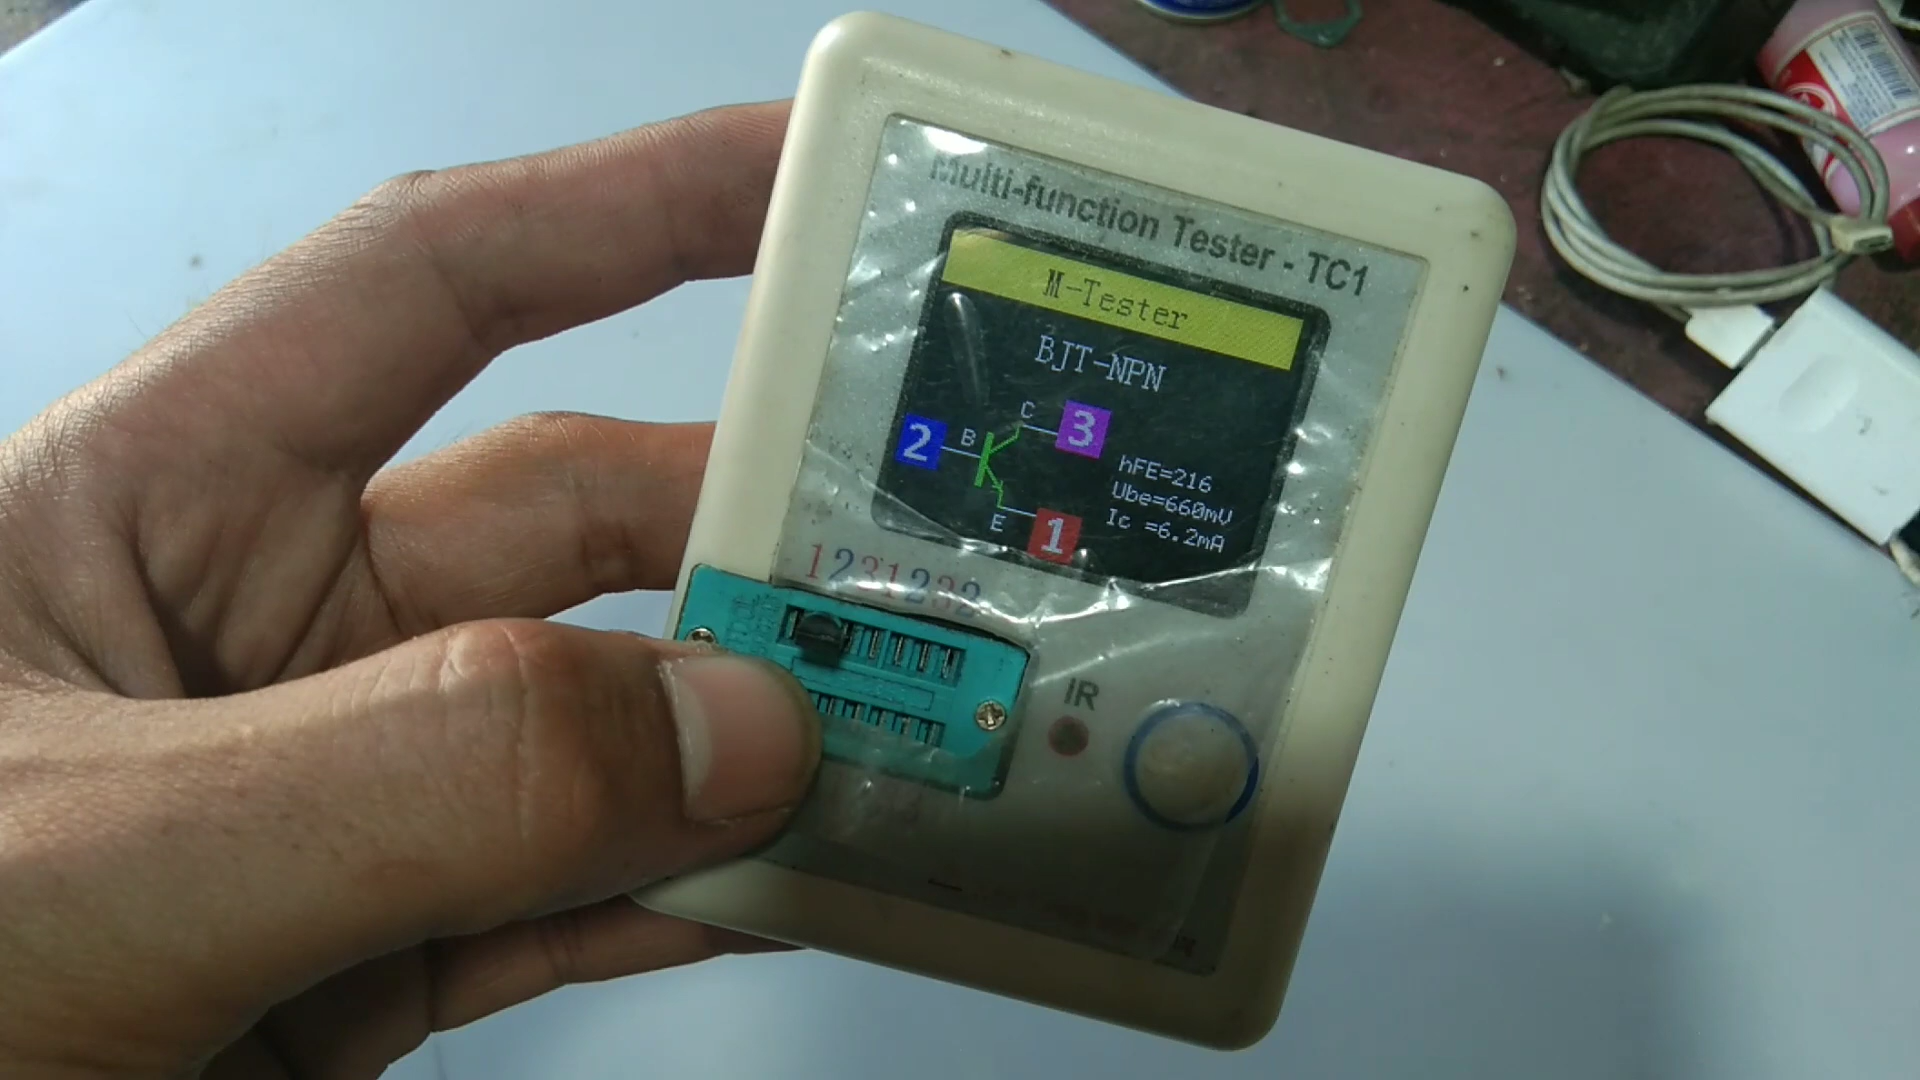 Multi-function Tester - TC1
M-Tester
BJT-NPN
C
3
2
B
hFE=216
Ube=660mV
Ic =6.2mA
E
1
1231232
IR